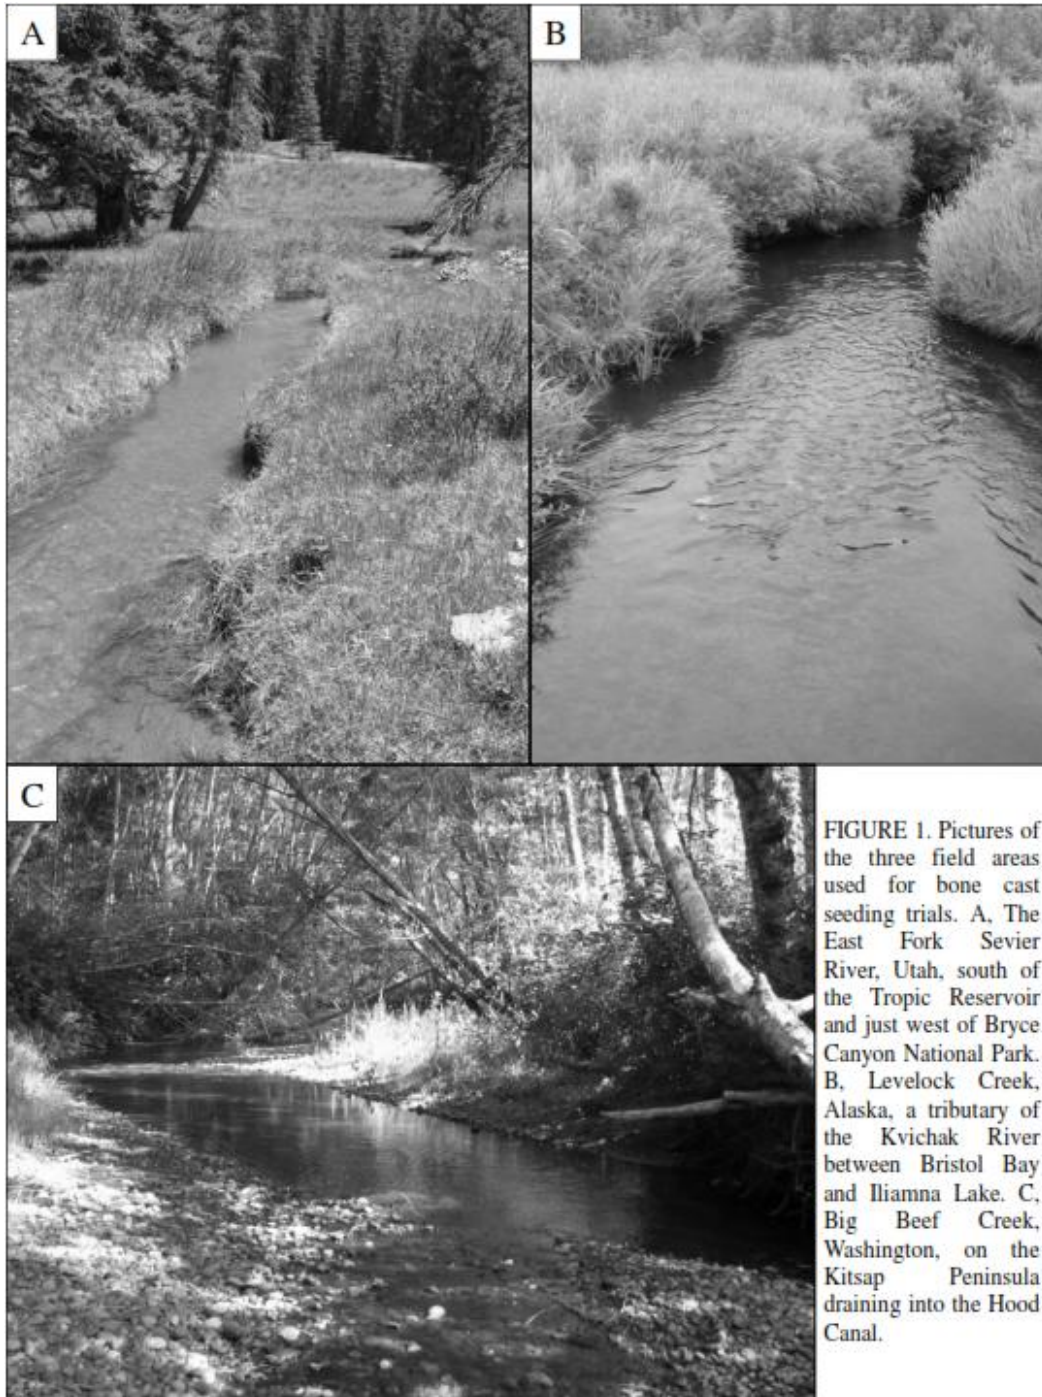 A
B
C
FIGURE 1. Pictures of
the three field areas
used for bone cast
seeding trials. A, The
East Fork Sevier
River, Utah, south of
the Tropic Reservoir
and just west of Bryce
Canyon National Park.
B, Levelock Creek,
Alaska, a tributary of
the Kvichak River
between Bristol Bay
and Iliamna Lake. C,
Big Beef Creek,
Washington, on the
Kitsap Peninsula
draining into the Hood
Canal.